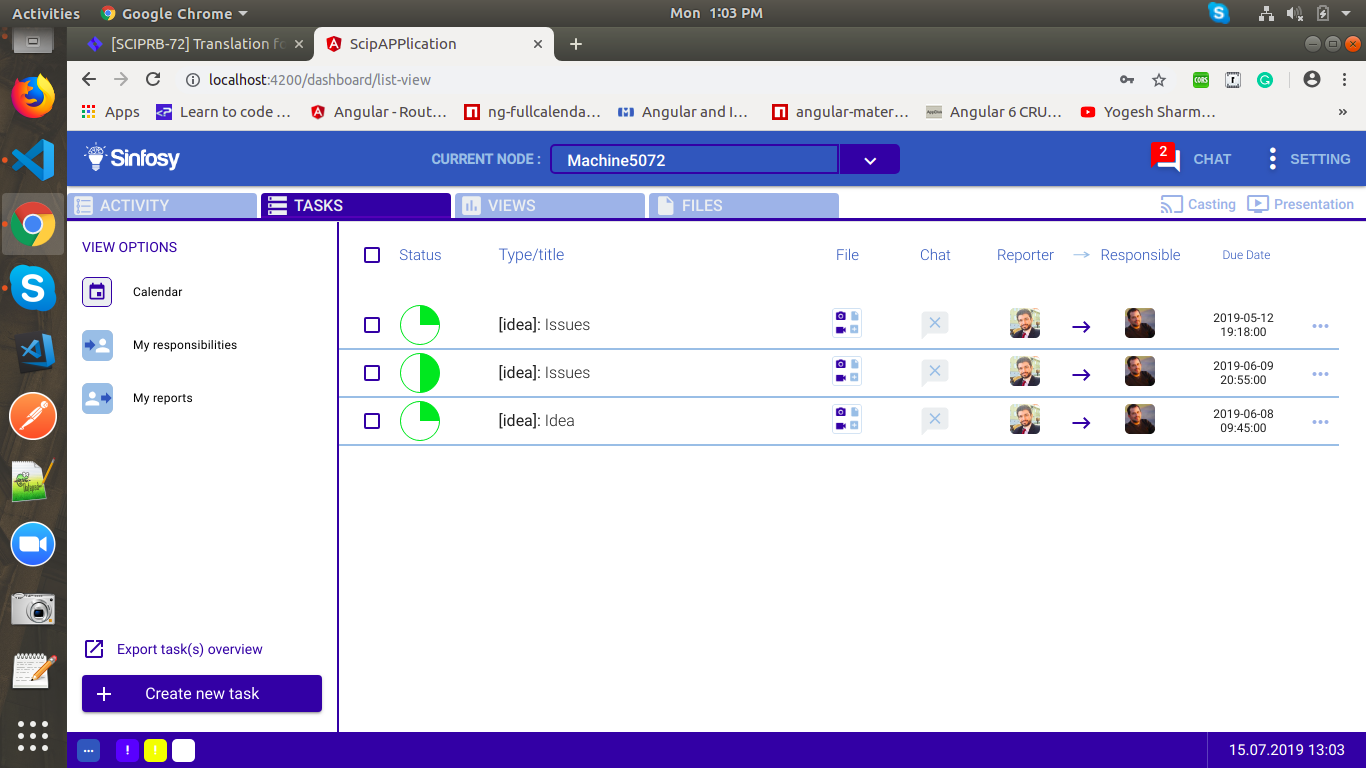 Activities Google Chrome Mon 1:03 PM
[SCIPRB-72] Translation fo ScipAPPlication
localhost:4200/dashboard/list-view
Apps Learn to code ... Angular - Rout... ng-fullcalenda... Angular and I... angular-mater... Angular 6 CRU... Yogesh Sharm... »
Sinfosy CURRENT NODE : Machine5072 2 CHAT SETTING
ACTIVITY TASKS VIEWS FILES Casting Presentation
VIEW OPTIONS
Calendar
My responsibilities
My reports
Export task(s) overview
+ Create new task
Status Type/title File Chat Reporter → Responsible Due Date
[idea]: Issues → 2019-05-12
19:18:00
[idea]: Issues → 2019-06-09
20:55:00
[idea]: Idea → 2019-06-08
09:45:00
... ! ! 15.07.2019 13:03